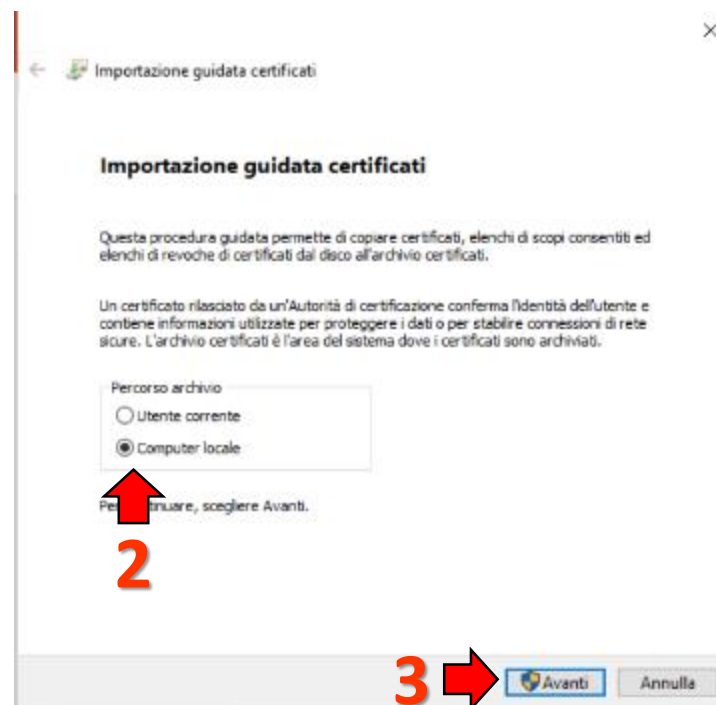 Importazione guidata certificati
Importazione guidata certificati
Questa procedura guidata permette di copiare certificati, elenchi di scopi consentiti ed
elenchi di revoche di certificati dal disco all'archivio certificati.
Un certificato rilasciato da un'Autorità di certificazione conferma l'identità dell'utente e
contiene informazioni utilizzate per proteggere i dati o per stabilire connessioni di rete
sicure. L'archivio certificati è l'area del sistema dove i certificati sono archiviati.
Percorso archivio
Utente corrente
Computer locale
tinuare, scegliere Avanti.
2
3 Avanti Annulla